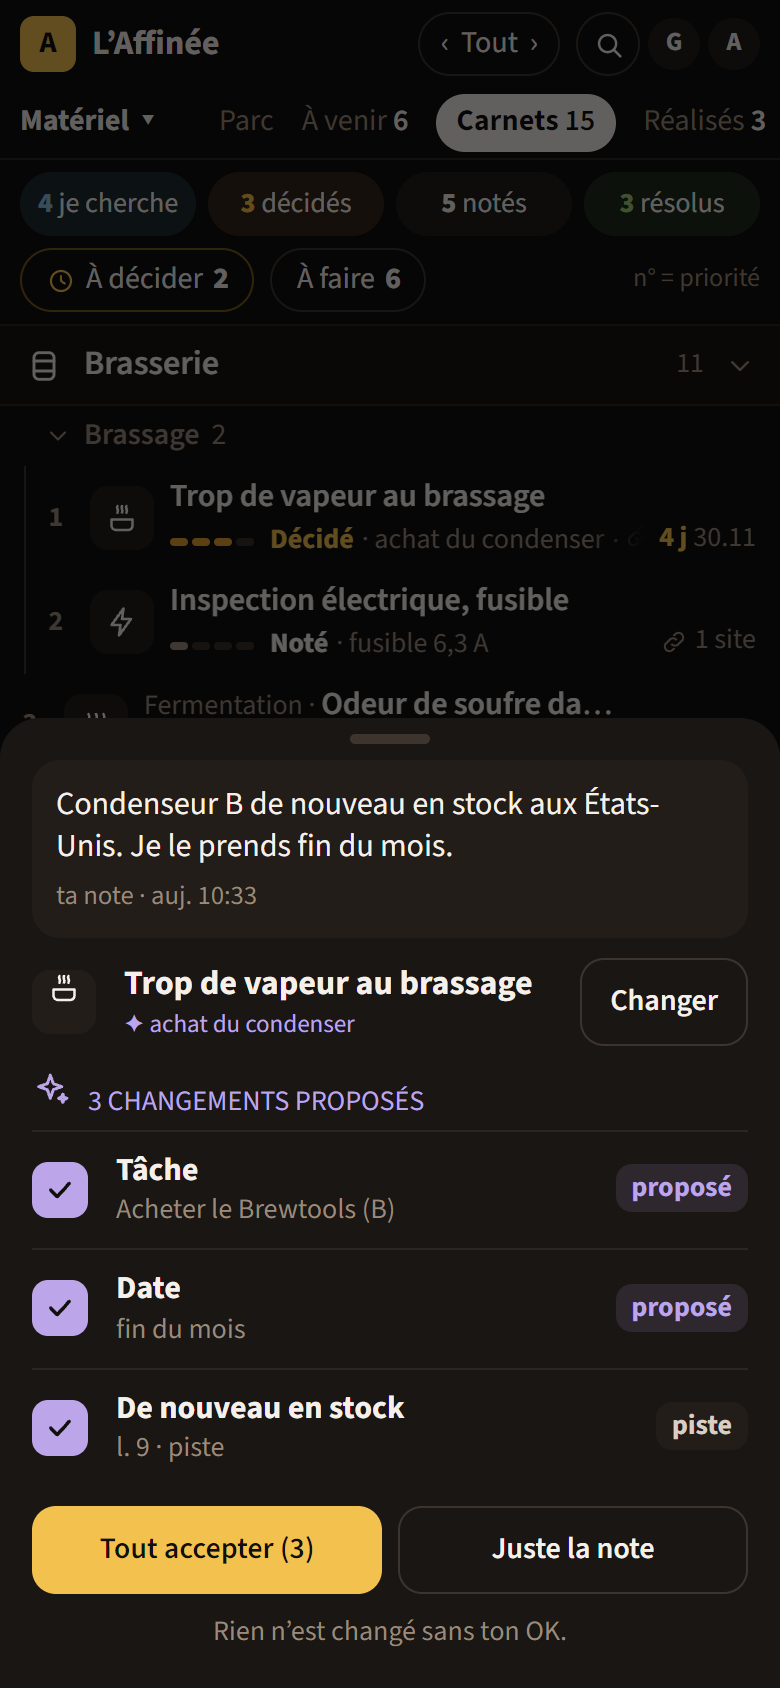 A L’Affinée ‹ Tout › G A
Matériel ▼ Parc À venir 6 Carnets 15 Réalisés 3
4 je cherche 3 décidés 5 notés 3 résolus
À décider 2 À faire 6 n° = priorité
Brasserie 11
Brassage 2
1 Trop de vapeur au brassage
Décidé · achat du condenser · 4 j 30.11
2 Inspection électrique, fusible
Noté · fusible 6,3 A 1 site
Fermentation · Odeur de soufre da…
Condenseur B de nouveau en stock aux États-
Unis. Je le prends fin du mois.
ta note · auj. 10:33
Trop de vapeur au brassage Changer
✦ achat du condenser
3 CHANGEMENTS PROPOSÉS
Tâche proposé
Acheter le Brewtools (B)
Date proposé
fin du mois
De nouveau en stock piste
l. 9 · piste
Tout accepter (3) Juste la note
Rien n’est changé sans ton OK.